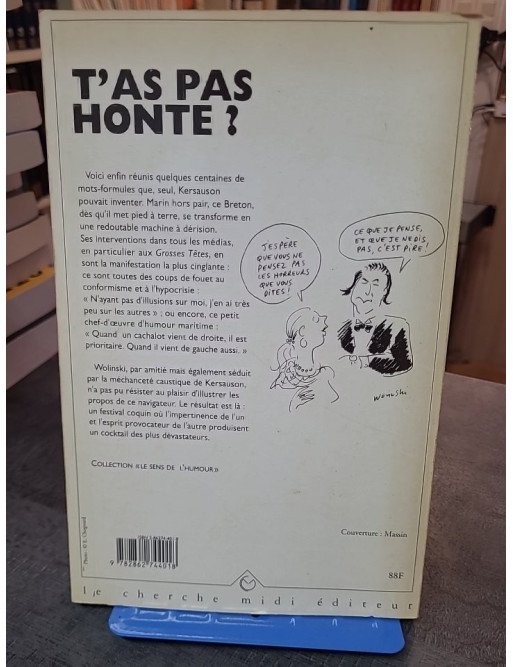 T'AS PAS
HONTE ?
Voici enfin réunis quelques centaines de
mots-formules que, seul, Kersauson
pouvait inventer. Marin hors pair, ce Breton,
dès qu'il met pied à terre, se transforme en
une redoutable machine à dérision.
Ses interventions dans tous les médias,
en particulier aux Grosses Têtes, en
sont la manifestation la plus cinglante :
ce sont toutes des coups de fouet au
conformisme et à l'hypocrisie :
« N'ayant pas d'illusions sur moi, j'en ai très
peu sur les autres » ; ou encore, ce petit
chef-d'œuvre d'humour maritime :
« Quand un cachalot vient de droite, il est
prioritaire. Quand il vient de gauche aussi. »
Wolinski, par amitié mais également séduit
par la méchanceté caustique de Kersauson,
n'a pas pu résister au plaisir d'illustrer les
propos de ce navigateur. Le résultat est là :
un festival coquin où l'impertinence de l'un
et l'esprit provocateur de l'autre produisent
un cocktail des plus dévastateurs.
COLLECTION «LE SENS DE L'HUMOUR»
J'ESPÈRE
QUE VOUS NE
PENSEZ PAS
LES HORREURS
QUE VOUS
DITES !
CE QUE JE PENSE,
ET QUE JE NE DIS
PAS, C'EST PIRE !
Wolinski
Couverture : Massin
88F
9 782862 744018
le cherche midi éditeur